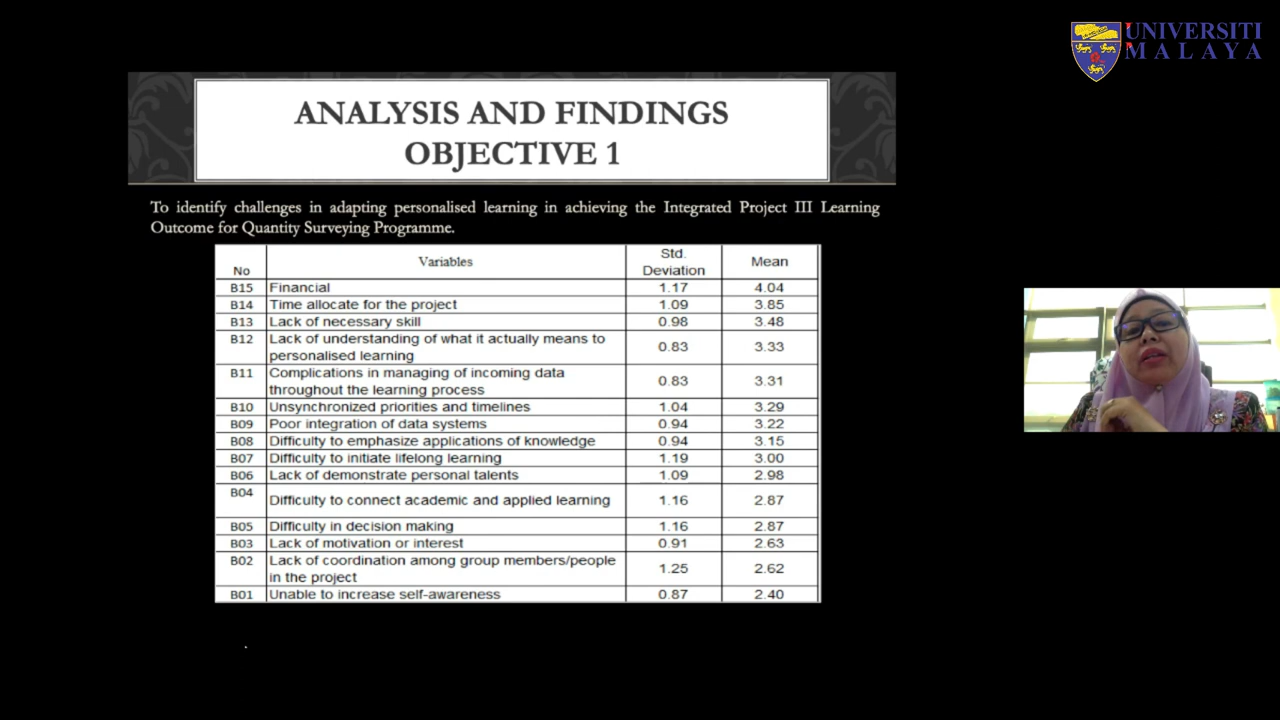 UNIVERSITI
MALAYA
ANALYSIS AND FINDINGS
OBJECTIVE 1
To identify challenges in adapting personalised learning in achieving the Integrated Project III Learning
Outcome for Quantity Surveying Programme.
No Variables Std. Deviation Mean
B15 Financial 1.17 4.04
B14 Time allocate for the project 1.09 3.85
B13 Lack of necessary skill 0.98 3.48
B12 Lack of understanding of what it actually means to
personalised learning 0.83 3.33
B11 Complications in managing of incoming data
throughout the learning process 0.83 3.31
B10 Unsynchronized priorities and timelines 1.04 3.29
B09 Poor integration of data systems 0.94 3.22
B08 Difficulty to emphasize applications of knowledge 0.94 3.15
B07 Difficulty to initiate lifelong learning 1.19 3.00
B06 Lack of demonstrate personal talents 1.09 2.98
B04 Difficulty to connect academic and applied learning 1.16 2.87
B05 Difficulty in decision making 1.16 2.87
B03 Lack of motivation or interest 0.91 2.63
B02 Lack of coordination among group members/people
in the project 1.25 2.62
B01 Unable to increase self-awareness 0.87 2.40